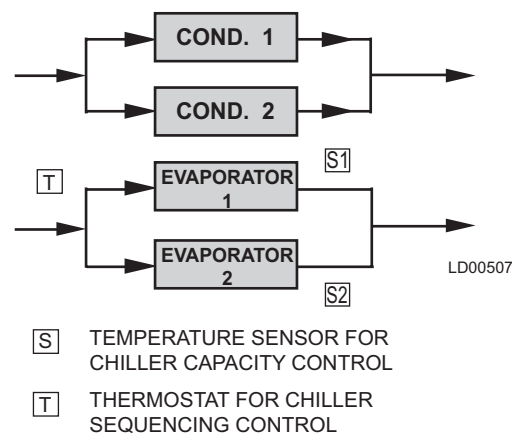 COND. 1
COND. 2
S1
T
EVAPORATOR
1
EVAPORATOR
2
LD00507
S2
S TEMPERATURE SENSOR FOR
CHILLER CAPACITY CONTROL
T THERMOSTAT FOR CHILLER
SEQUENCING CONTROL